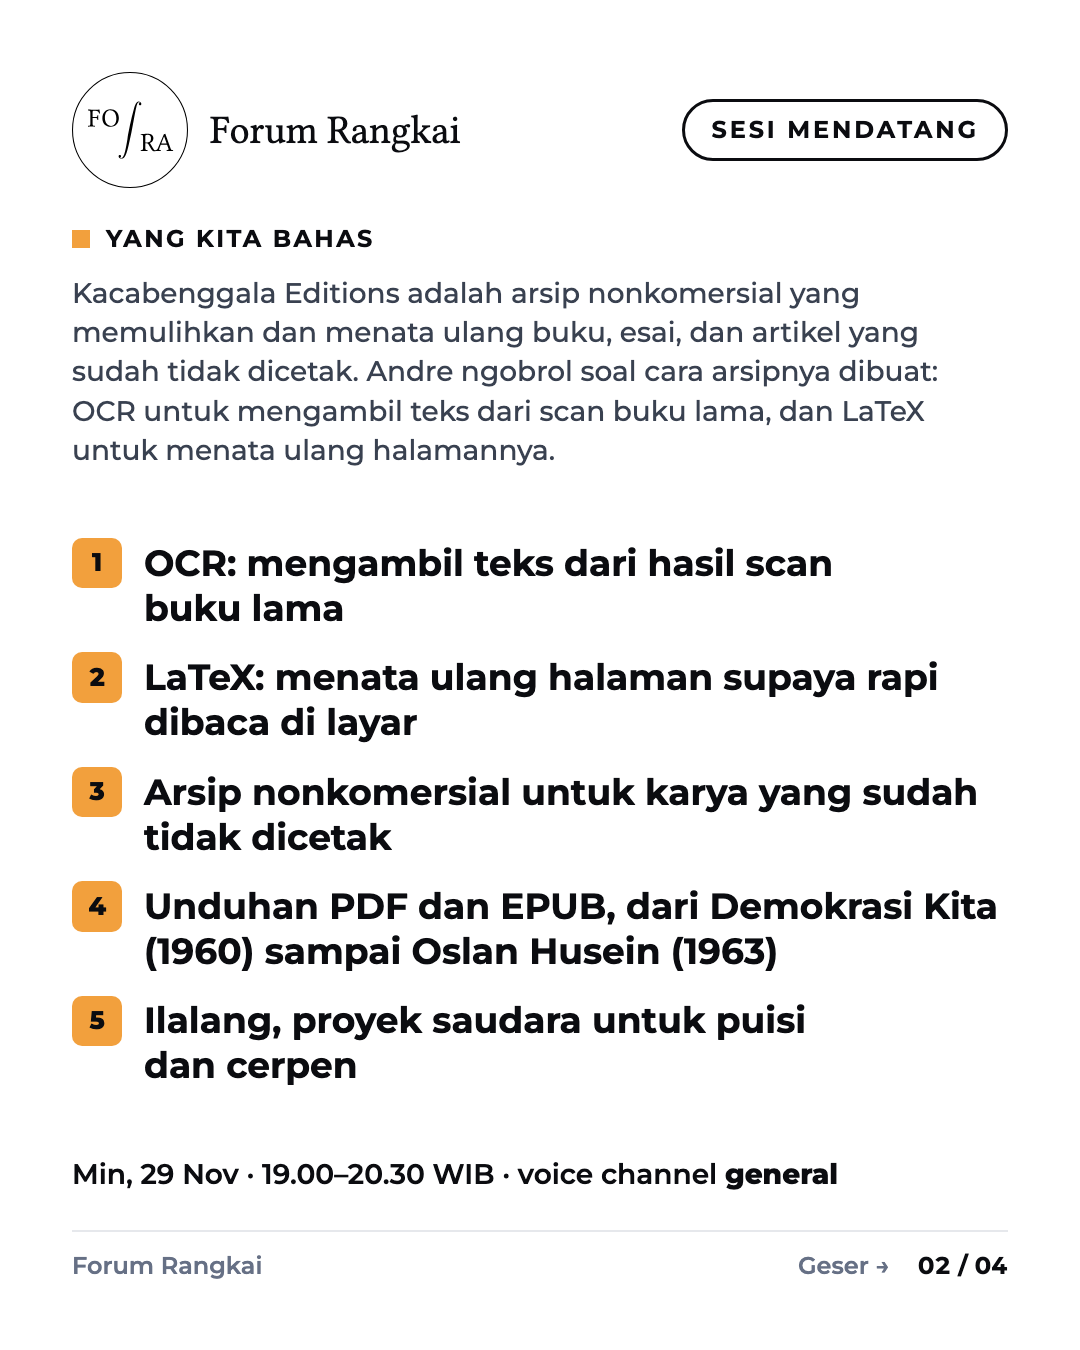 FO∫RA
Forum Rangkai
SESI MENDATANG
YANG KITA BAHAS
Kacabenggala Editions adalah arsip nonkomersial yang
memulihkan dan menata ulang buku, esai, dan artikel yang
sudah tidak dicetak. Andre ngobrol soal cara arsipnya dibuat:
OCR untuk mengambil teks dari scan buku lama, dan LaTeX
untuk menata ulang halamannya.
1 OCR: mengambil teks dari hasil scan
buku lama
2 LaTeX: menata ulang halaman supaya rapi
dibaca di layar
3 Arsip nonkomersial untuk karya yang sudah
tidak dicetak
4 Unduhan PDF dan EPUB, dari Demokrasi Kita
(1960) sampai Oslan Husein (1963)
5 Ilalang, proyek saudara untuk puisi
dan cerpen
Min, 29 Nov · 19.00–20.30 WIB · voice channel general
Forum Rangkai
Geser → 02 / 04